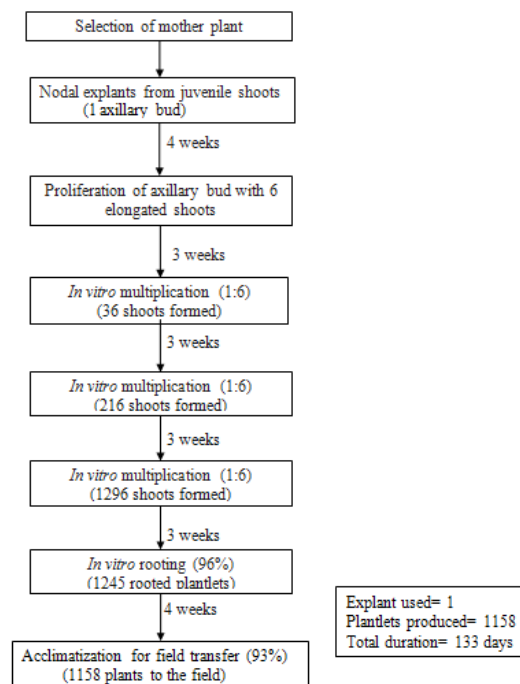 Selection of mother plant
Nodal explants from juvenile shoots
(1 axillary bud)
4 weeks
Proliferation of axillary bud with 6
elongated shoots
3 weeks
In vitro multiplication (1:6)
(36 shoots formed)
3 weeks
In vitro multiplication (1:6)
(216 shoots formed)
3 weeks
In vitro multiplication (1:6)
(1296 shoots formed)
3 weeks
In vitro rooting (96%)
(1245 rooted plantlets)
4 weeks
Acclimatization for field transfer (93%)
(1158 plants to the field)
Explant used= 1
Plantlets produced= 1158
Total duration= 133 days